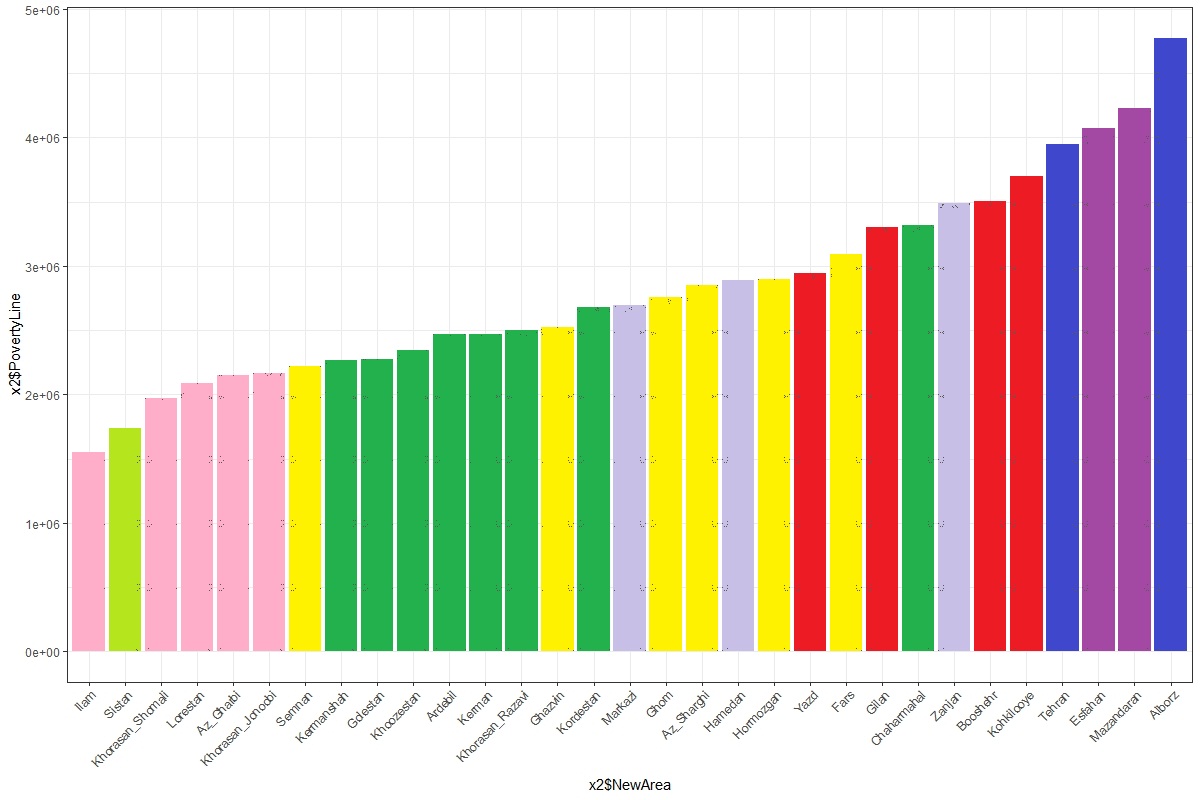 5e+06
4e+06
3e+06
2e+06
1e+06
0e+00
x2$PovertyLine
Ilam
Sistan
Khorasan_Shomali
Lorestan
Az_Gharbi
Khorasan_Jonoobi
Semnan
Kermanshah
Golestan
Khoozestan
Ardebil
Kerman
Khorasan_Razavi
Ghazvin
Kordestan
Markazi
Ghom
Az_Sharghi
Hamedan
Hormozgan
Yazd
Fars
Gilan
Chaharmahal
Zanjan
Booshehr
Kohkilooye
Tehran
Esfahan
Mazandaran
Alborz
x2$NewArea